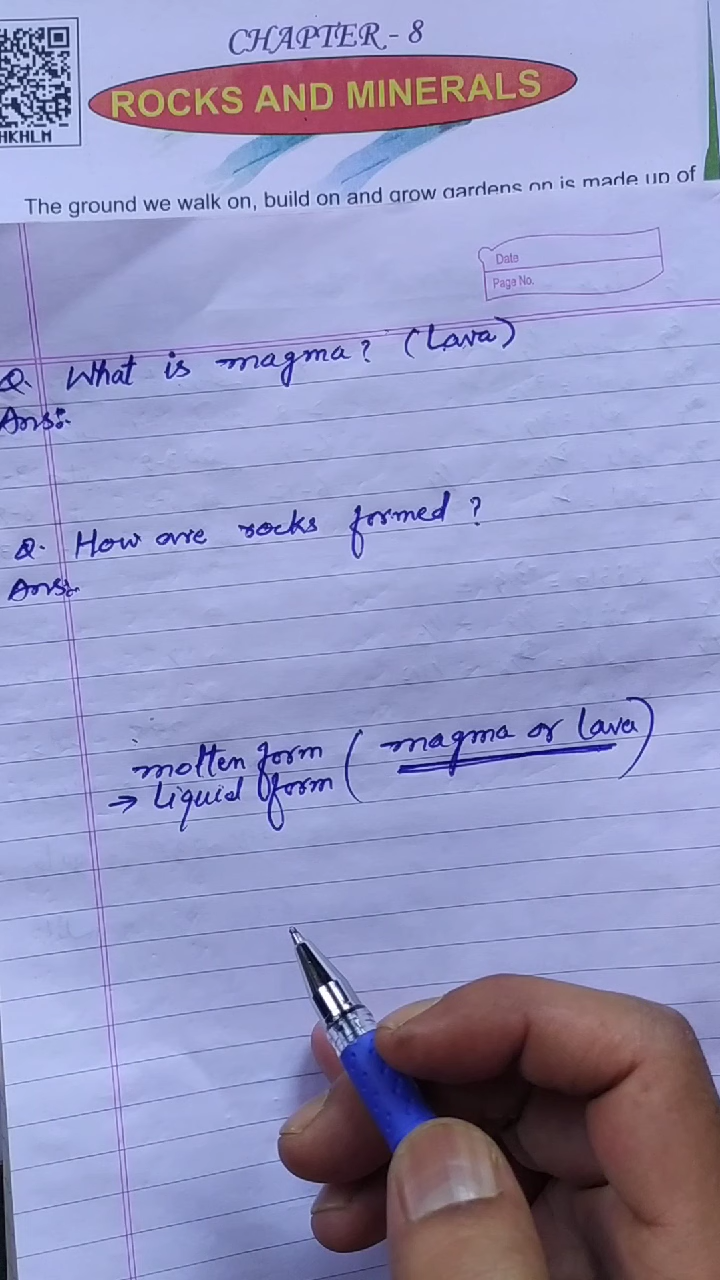 HKHLM
CHAPTER - 8
ROCKS AND MINERALS
The ground we walk on, build on and grow gardens on is made up of
Date
Page No.
Q. What is magma? (Lava)
Ans:-
Q. How are rocks formed?
Ans:-
molten form (magma or lava)
→ liquid form